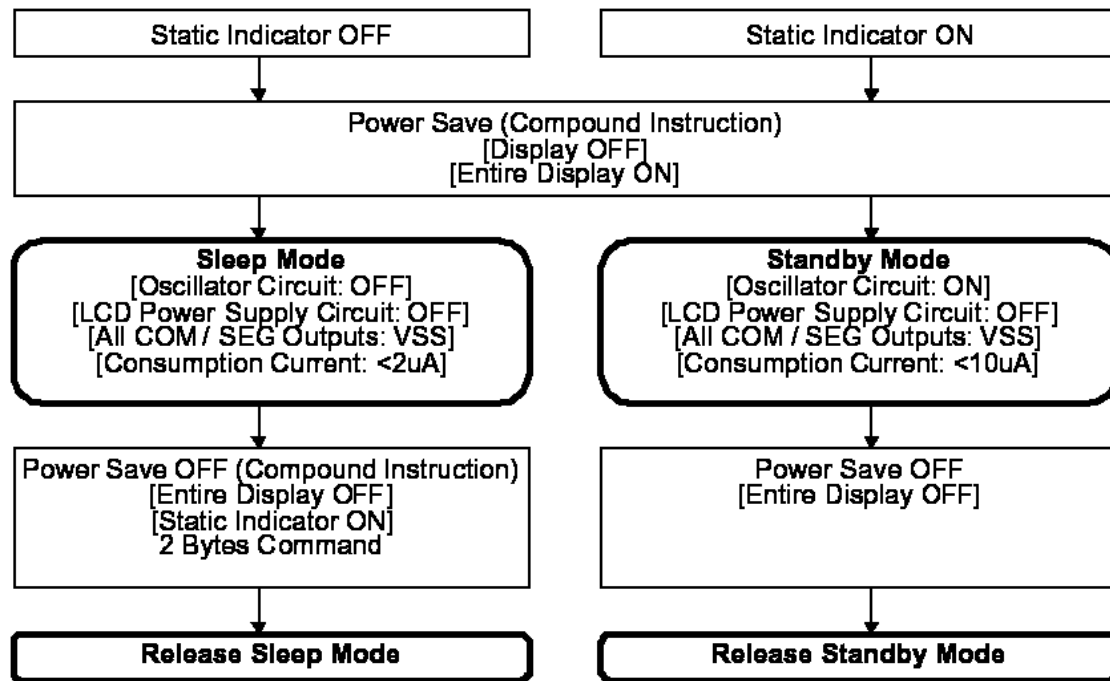 Static Indicator OFF
Static Indicator ON
Power Save (Compound Instruction)
[Display OFF]
[Entire Display ON]
Sleep Mode
[Oscillator Circuit: OFF]
[LCD Power Supply Circuit: OFF]
[All COM / SEG Outputs: VSS]
[Consumption Current: <2uA]
Standby Mode
[Oscillator Circuit: ON]
[LCD Power Supply Circuit: OFF]
[All COM / SEG Outputs: VSS]
[Consumption Current: <10uA]
Power Save OFF (Compound Instruction)
[Entire Display OFF]
[Static Indicator ON]
2 Bytes Command
Power Save OFF
[Entire Display OFF]
Release Sleep Mode
Release Standby Mode